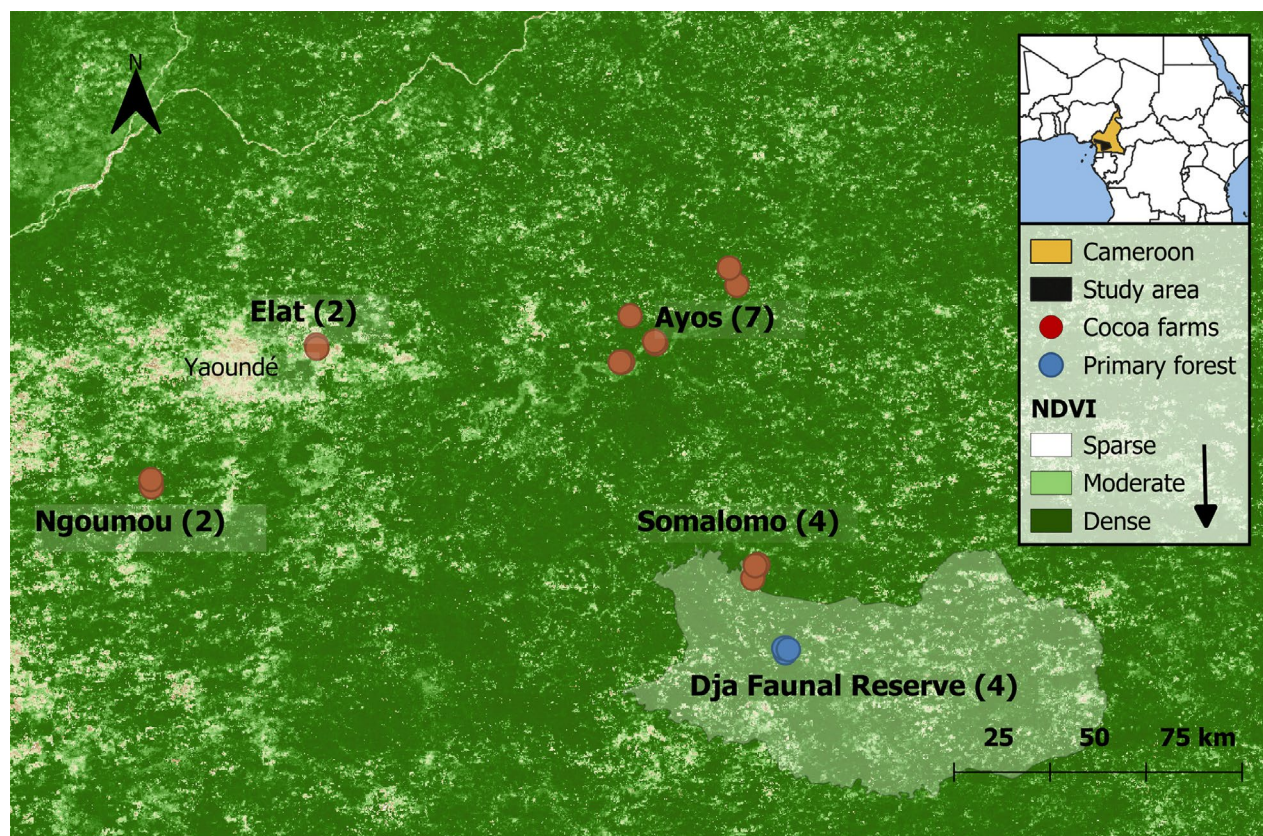 N
Elat (2)
Yaoundé
Ayos (7)
Ngoumou (2)
Somalomo (4)
Dja Faunal Reserve (4)
25 50 75 km
Cameroon
Study area
Cocoa farms
Primary forest
NDVI
Sparse
Moderate
Dense